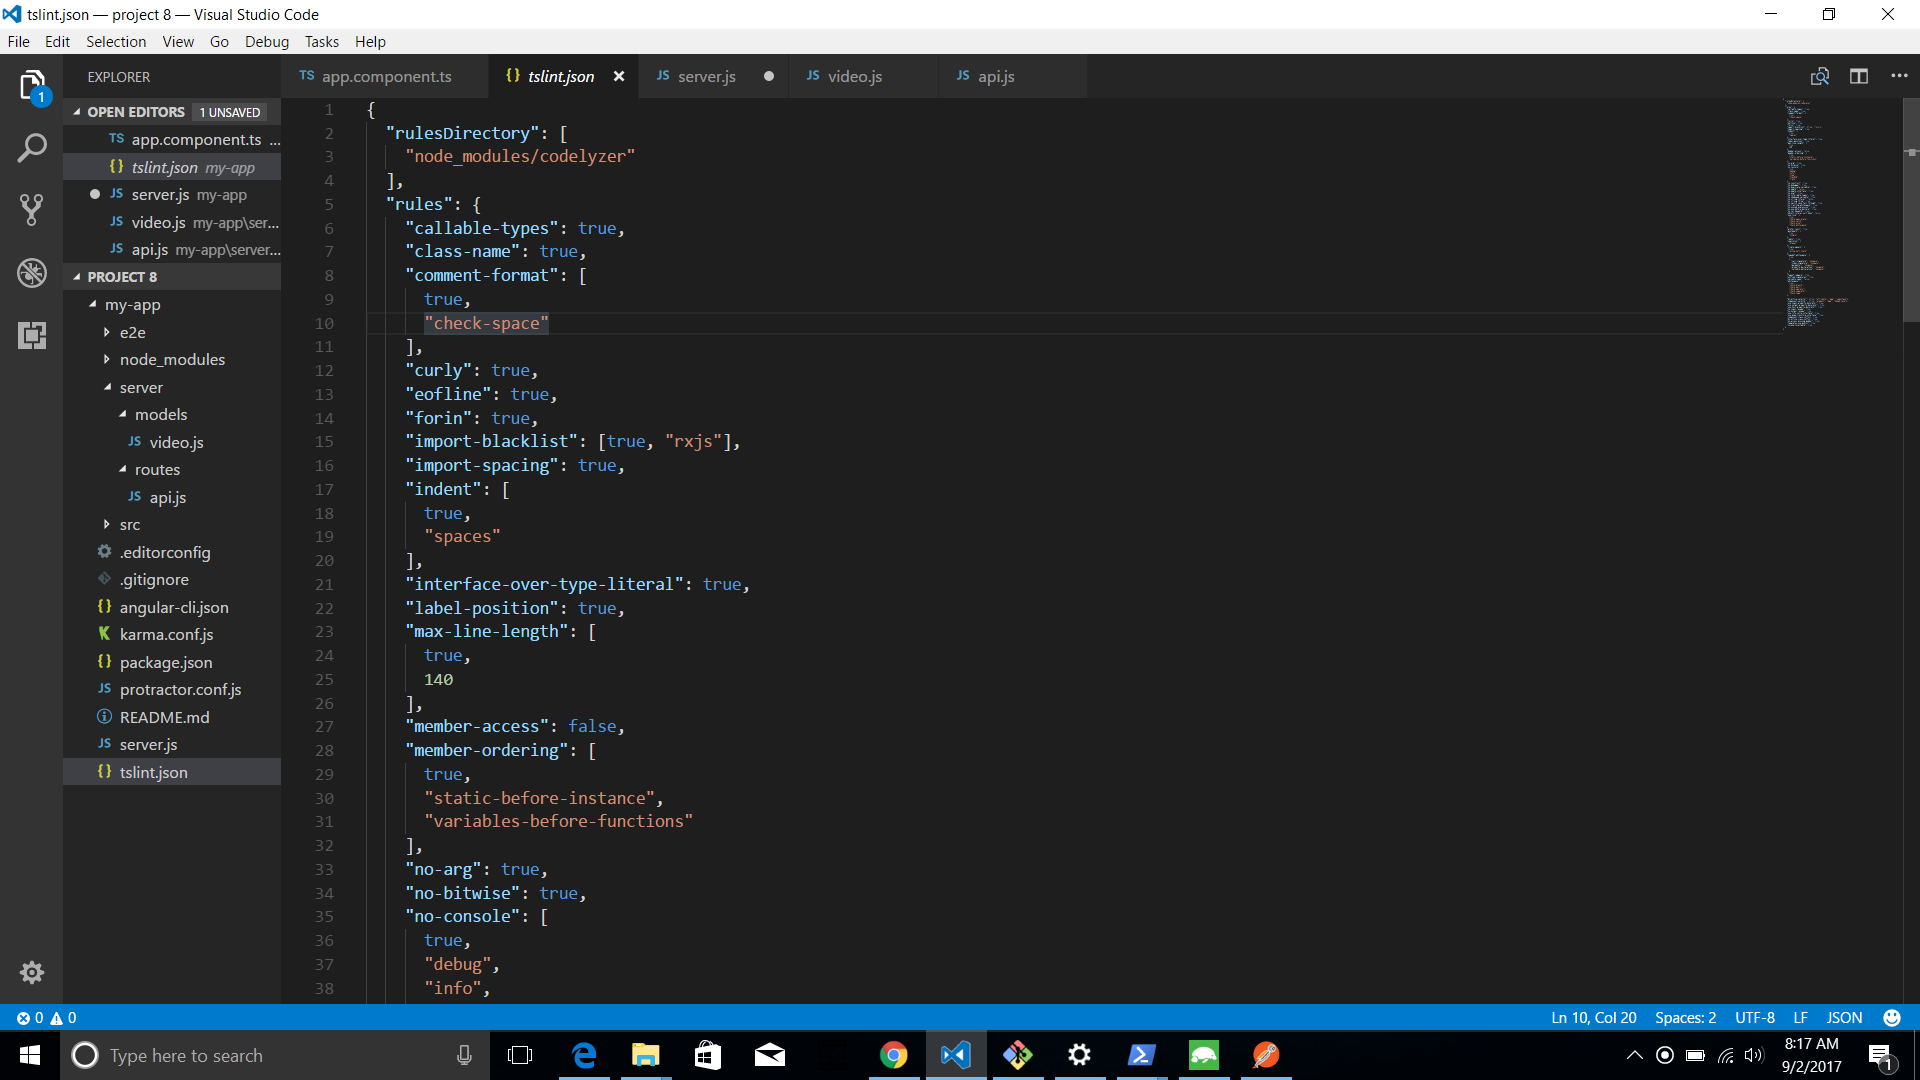 tslint.json — project 8 — Visual Studio Code
File Edit Selection View Go Debug Tasks Help
EXPLORER
1
OPEN EDITORS 1 UNSAVED
TS app.component.ts ...
{} tslint.json my-app
JS server.js my-app
JS video.js my-app\ser...
JS api.js my-app\server...
PROJECT 8
my-app
e2e
node_modules
server
models
JS video.js
routes
JS api.js
src
.editorconfig
.gitignore
{} angular-cli.json
K karma.conf.js
{} package.json
JS protractor.conf.js
README.md
JS server.js
{} tslint.json
TS app.component.ts {} tslint.json JS server.js JS video.js JS api.js
1 {
2 "rulesDirectory": [
3 "node_modules/codelyzer"
4 ],
5 "rules": {
6 "callable-types": true,
7 "class-name": true,
8 "comment-format": [
9 true,
10 "check-space"
11 ],
12 "curly": true,
13 "eofline": true,
14 "forin": true,
15 "import-blacklist": [true, "rxjs"],
16 "import-spacing": true,
17 "indent": [
18 true,
19 "spaces"
20 ],
21 "interface-over-type-literal": true,
22 "label-position": true,
23 "max-line-length": [
24 true,
25 140
26 ],
27 "member-access": false,
28 "member-ordering": [
29 true,
30 "static-before-instance",
31 "variables-before-functions"
32 ],
33 "no-arg": true,
34 "no-bitwise": true,
35 "no-console": [
36 true,
37 "debug",
38 "info",
0 0
Ln 10, Col 20 Spaces: 2 UTF-8 LF JSON
Type here to search
8:17 AM
9/2/2017
1